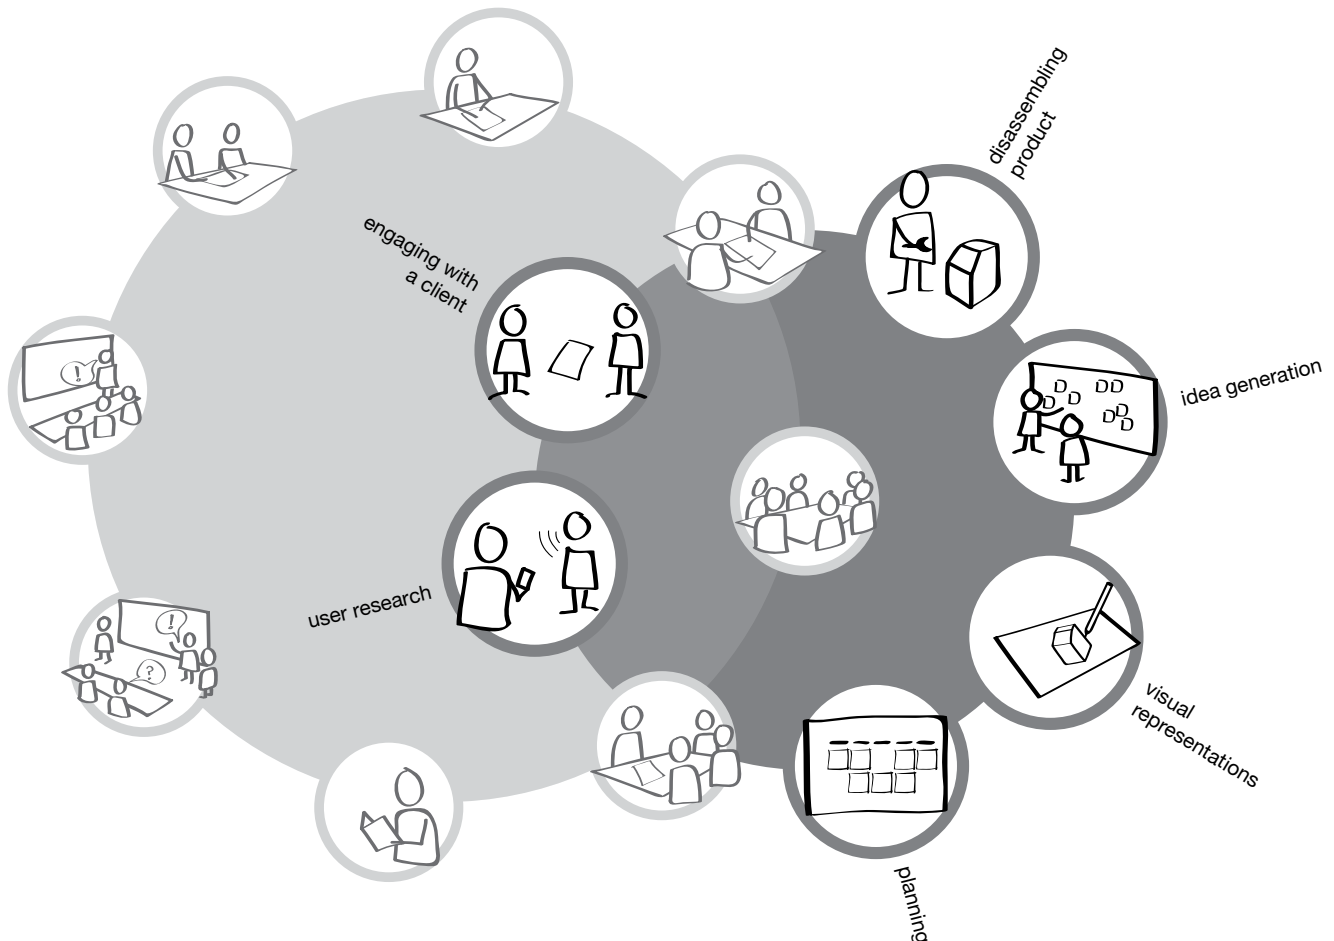 disassembling
product
engaging with
a client
!
idea generation
user research
!
?
visual
representations
planning